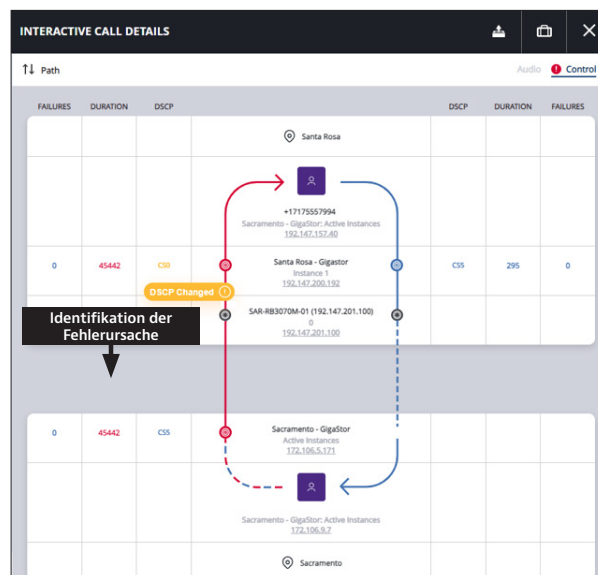 INTERACTIVE CALL DETAILS
Path
Audio
Control
FAILURES DURATION DSCP DSCP DURATION FAILURES
Santa Rosa
+17175557994
Sacramento - GigaStor: Active Instances
192.147.157.40
0 45442 CS0 Santa Rosa - Gigastor CS5 295 0
Instance 1
192.147.200.192
DSCP Changed
SAR-RB3070M-01 (192.147.201.100)
0
192.147.201.100
Identifikation der
Fehlerursache
0 45442 CS5 Sacramento - GigaStor
Active Instances
172.106.5.171
Sacramento - GigaStor: Active Instances
172.106.9.7
Sacramento